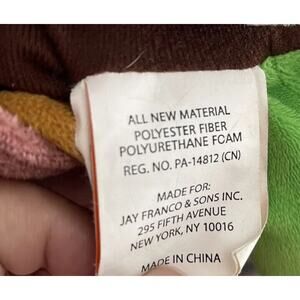 ALL NEW MATERIAL
POLYESTER FIBER
POLYURETHANE FOAM
REG. NO. PA-14812 (CN)
MADE FOR:
JAY FRANCO & SONS INC.
295 FIFTH AVENUE
NEW YORK, NY 10016
MADE IN CHINA